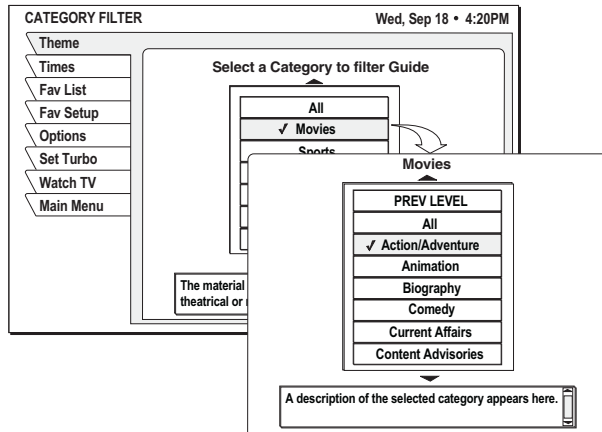 CATEGORY FILTER
Wed, Sep 18 • 4:20PM
Theme
Times
Fav List
Fav Setup
Options
Set Turbo
Watch TV
Main Menu
Select a Category to filter Guide
All
✓ Movies
Sports
The material
theatrical or
Movies
PREV LEVEL
All
✓ Action/Adventure
Animation
Biography
Comedy
Current Affairs
Content Advisories
A description of the selected category appears here.